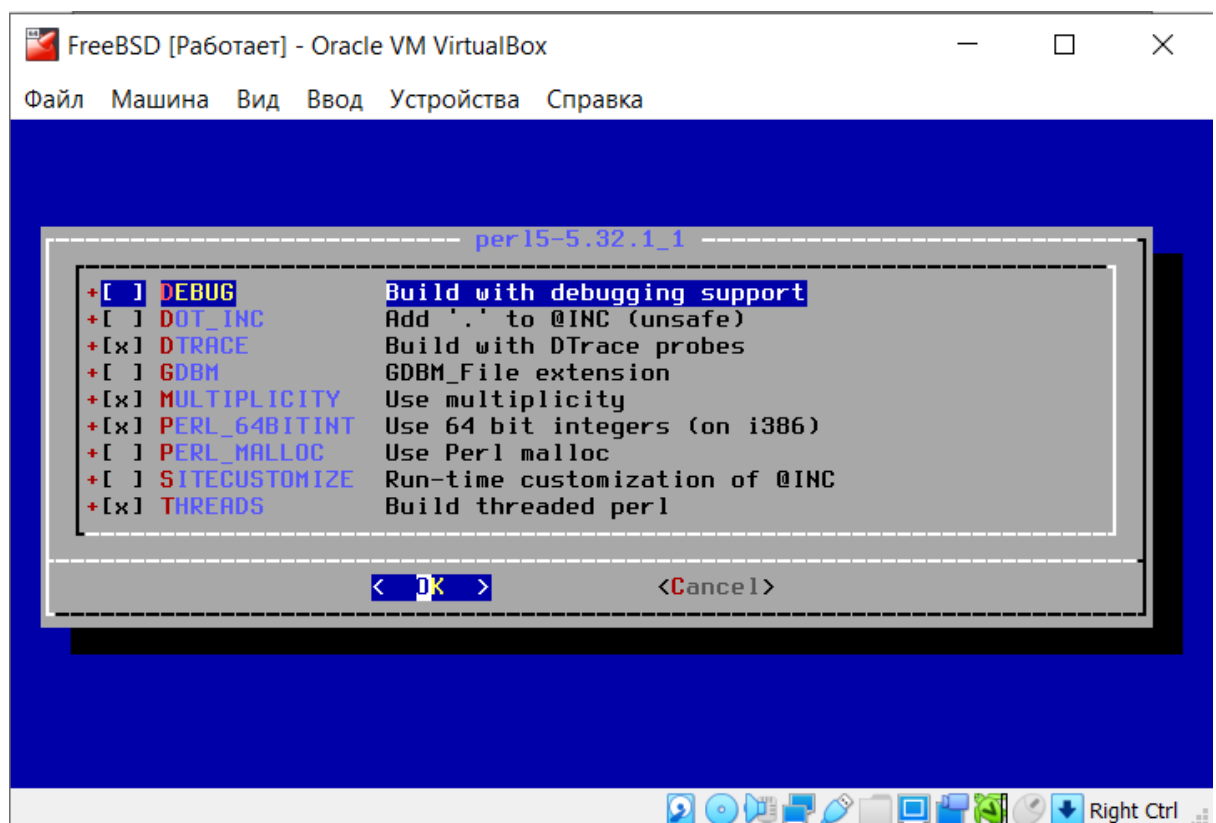 FreeBSD [Работает] - Oracle VM VirtualBox
Файл Машина Вид Ввод Устройства Справка
perl5-5.32.1_1
+[ ] DEBUG Build with debugging support
+[ ] DOT_INC Add '.' to @INC (unsafe)
+[x] DTRACE Build with DTrace probes
+[ ] GDBM GDBM_File extension
+[x] MULTIPLICITY Use multiplicity
+[x] PERL_64BITINT Use 64 bit integers (on i386)
+[ ] PERL_MALLOC Use Perl malloc
+[ ] SITECUSTOMIZE Run-time customization of @INC
+[x] THREADS Build threaded perl
< OK > <Cancel>
Right Ctrl